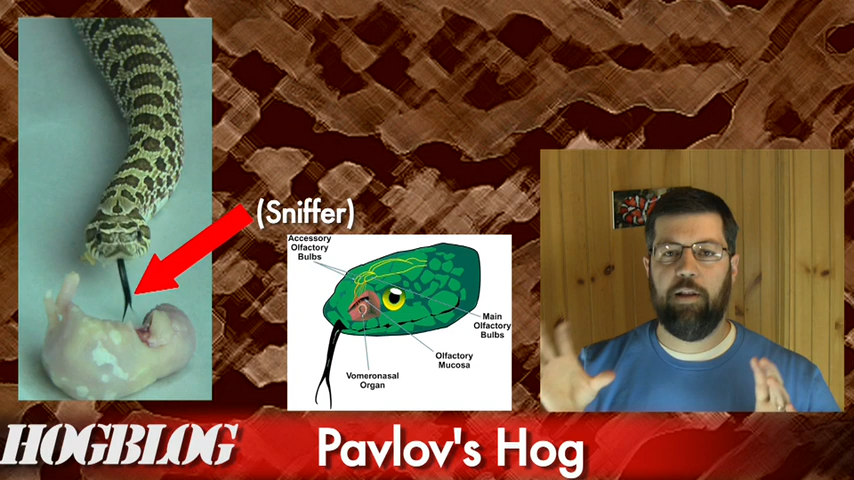 (Sniffer)
Accessory
Olfactory
Bulbs
Main
Olfactory
Bulbs
Olfactory
Mucosa
Vomeronasal
Organ
HOGBLOG
Pavlov's Hog